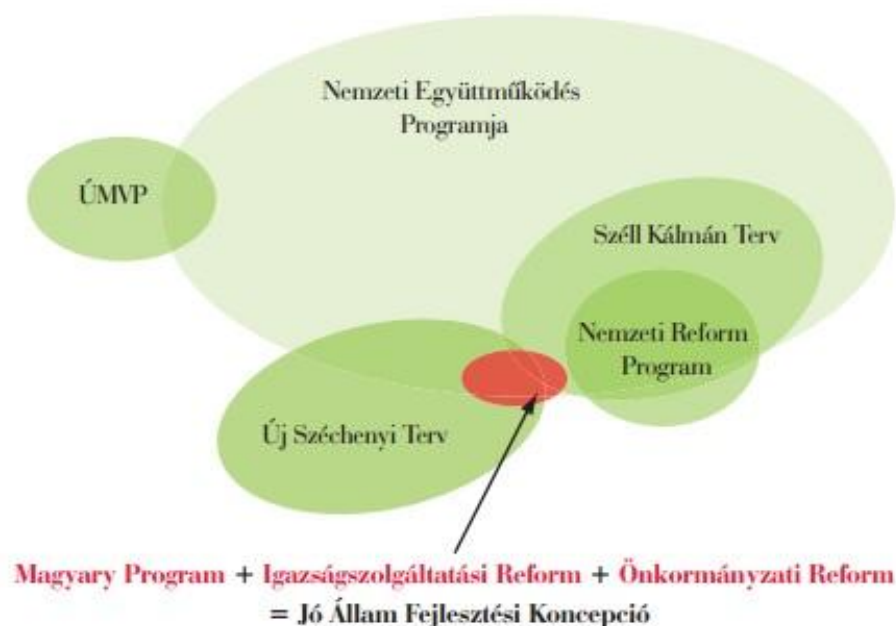 Nemzeti Együttműködés
Programja
ÚMVP
Széll Kálmán Terv
Nemzeti Reform
Program
Új Széchenyi Terv
Magyary Program + Igazságszolgáltatási Reform + Önkormányzati Reform
= Jó Állam Fejlesztési Koncepció